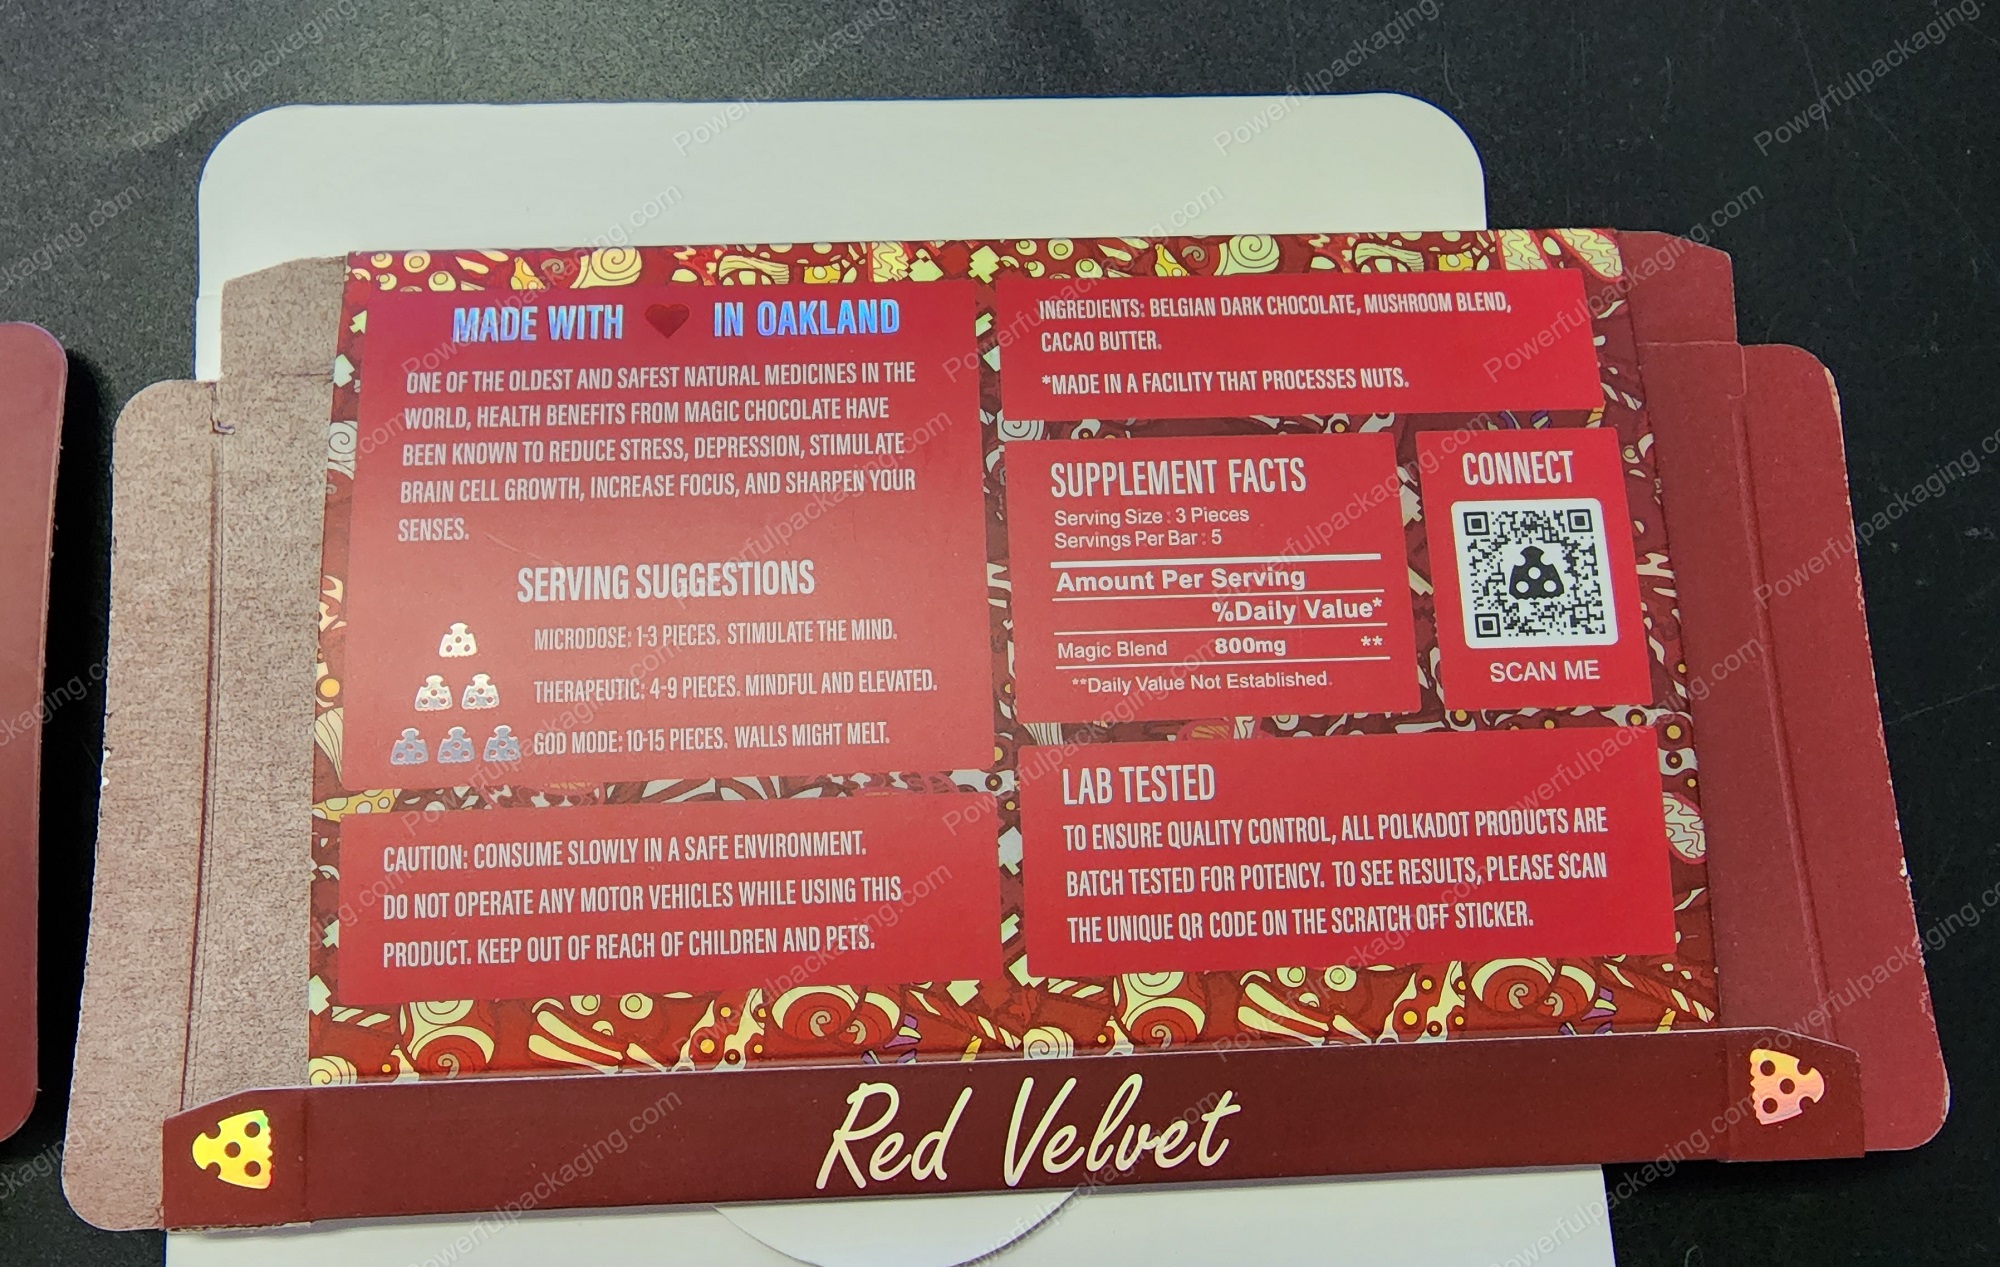 MADE WITH ❤ IN OAKLAND
ONE OF THE OLDEST AND SAFEST NATURAL MEDICINES IN THE
WORLD, HEALTH BENEFITS FROM MAGIC CHOCOLATE HAVE
BEEN KNOWN TO REDUCE STRESS, DEPRESSION, STIMULATE
BRAIN CELL GROWTH, INCREASE FOCUS, AND SHARPEN YOUR
SENSES.
SERVING SUGGESTIONS
MICRODOSE: 1-3 PIECES. STIMULATE THE MIND.
THERAPEUTIC: 4-9 PIECES. MINDFUL AND ELEVATED.
GOD MODE: 10-15 PIECES. WALLS MIGHT MELT.
CAUTION: CONSUME SLOWLY IN A SAFE ENVIRONMENT.
DO NOT OPERATE ANY MOTOR VEHICLES WHILE USING THIS
PRODUCT. KEEP OUT OF REACH OF CHILDREN AND PETS.
INGREDIENTS: BELGIAN DARK CHOCOLATE, MUSHROOM BLEND,
CACAO BUTTER.
*MADE IN A FACILITY THAT PROCESSES NUTS.
SUPPLEMENT FACTS
Serving Size : 3 Pieces
Servings Per Bar : 5
Amount Per Serving
%Daily Value*
Magic Blend 800mg **
**Daily Value Not Established.
CONNECT
SCAN ME
LAB TESTED
TO ENSURE QUALITY CONTROL, ALL POLKADOT PRODUCTS ARE
BATCH TESTED FOR POTENCY. TO SEE RESULTS, PLEASE SCAN
THE UNIQUE QR CODE ON THE SCRATCH OFF STICKER.
Red Velvet
Powerfulpackaging.com